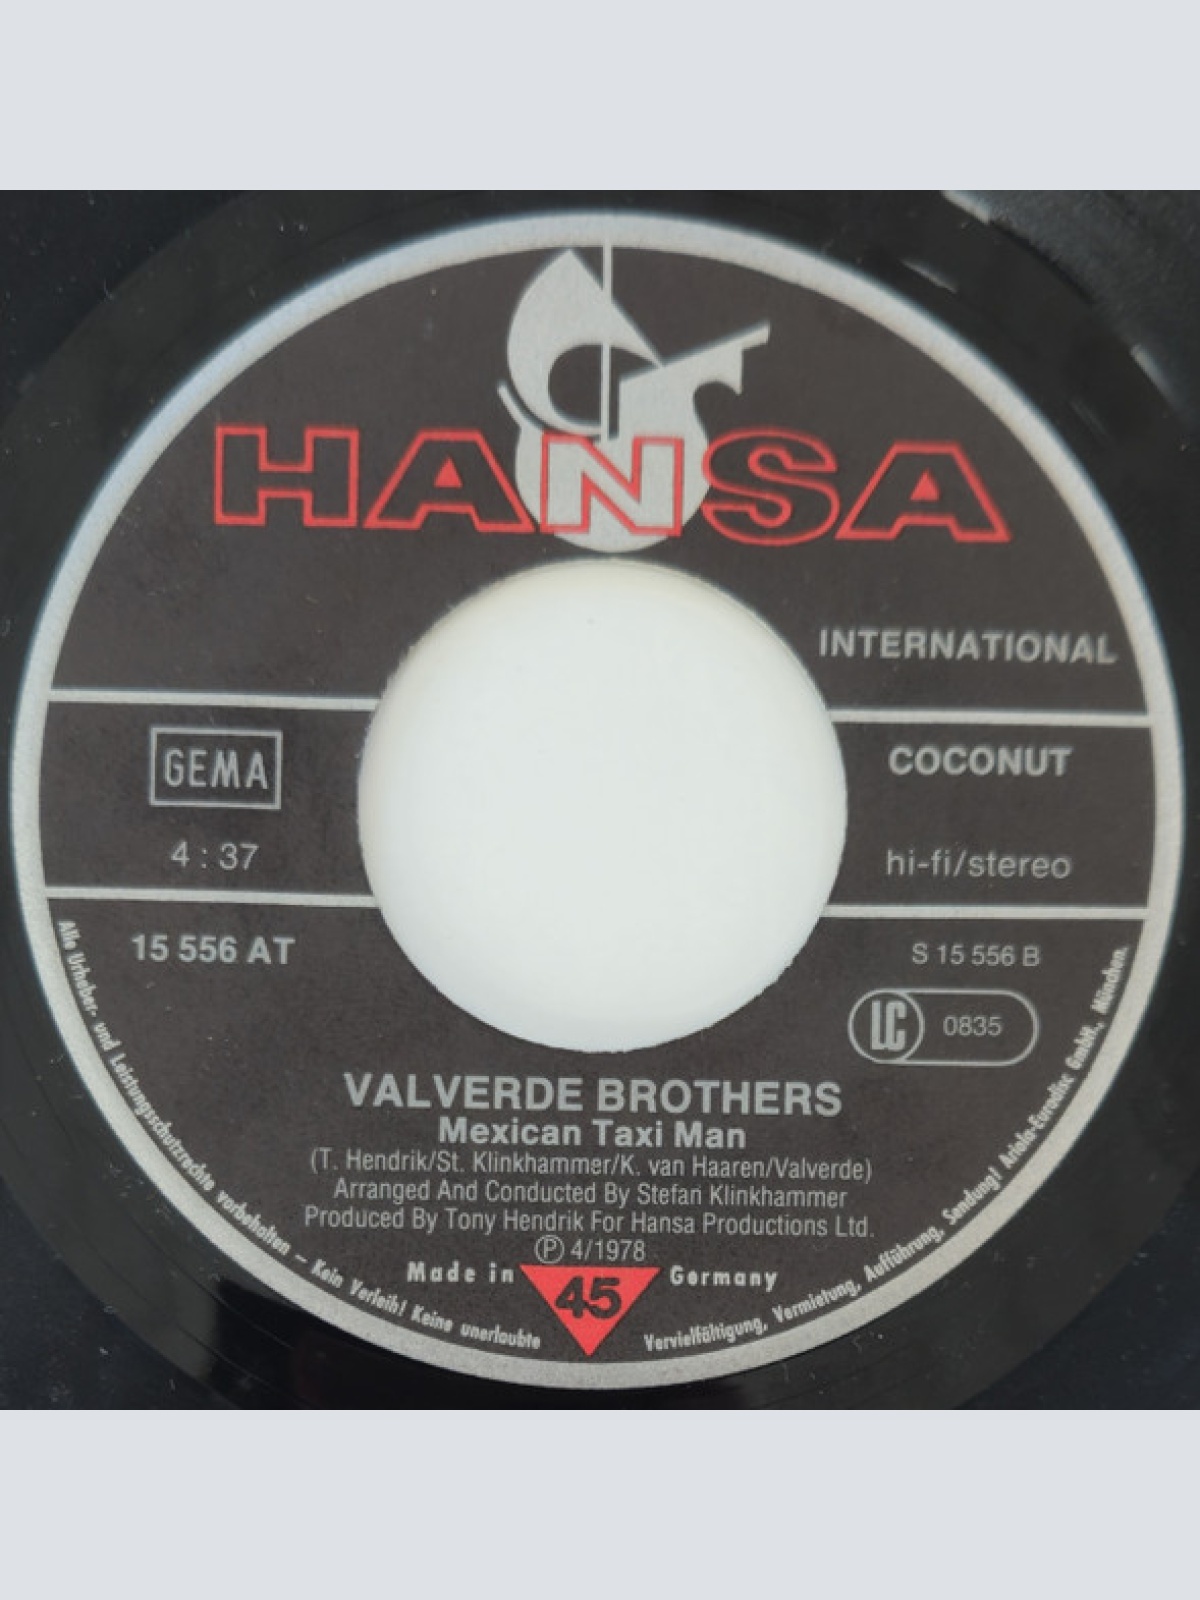 HANSA
INTERNATIONAL
GEMA
COCONUT
4 : 37
hi-fi/stereo
15 556 AT
S 15 556 B
LC 0835
VALVERDE BROTHERS
Mexican Taxi Man
(T. Hendrik/St. Klinkhammer/K. van Haaren/Valverde)
Arranged And Conducted By Stefan Klinkhammer
Produced By Tony Hendrik For Hansa Productions Ltd.
Ⓟ 4/1978
Made in 45 Germany
Alle Urheber- und Leistungsschutzrechte vorbehalten – Kein Verleih! Keine unerlaubte Vervielfältigung, Vermietung, Aufführung, Sendung! Ariola-Eurodisc GmbH., München.